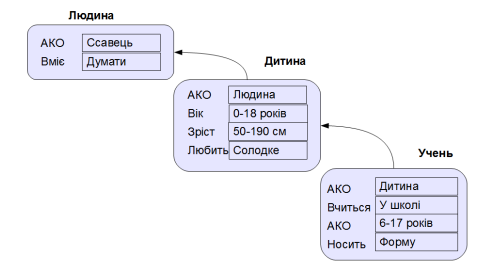 Людина
АКО Ссавець
Вміє Думати
Дитина
АКО Людина
Вік 0-18 років
Зріст 50-190 см
Любить Солодке
Учень
АКО Дитина
Вчиться У школі
АКО 6-17 років
Носить Форму